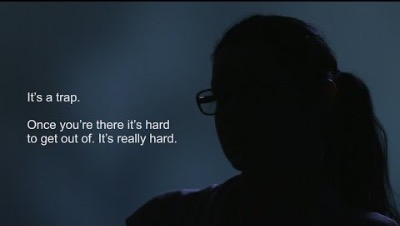 It's a trap.
Once you're there it's hard
to get out of. It's really hard.